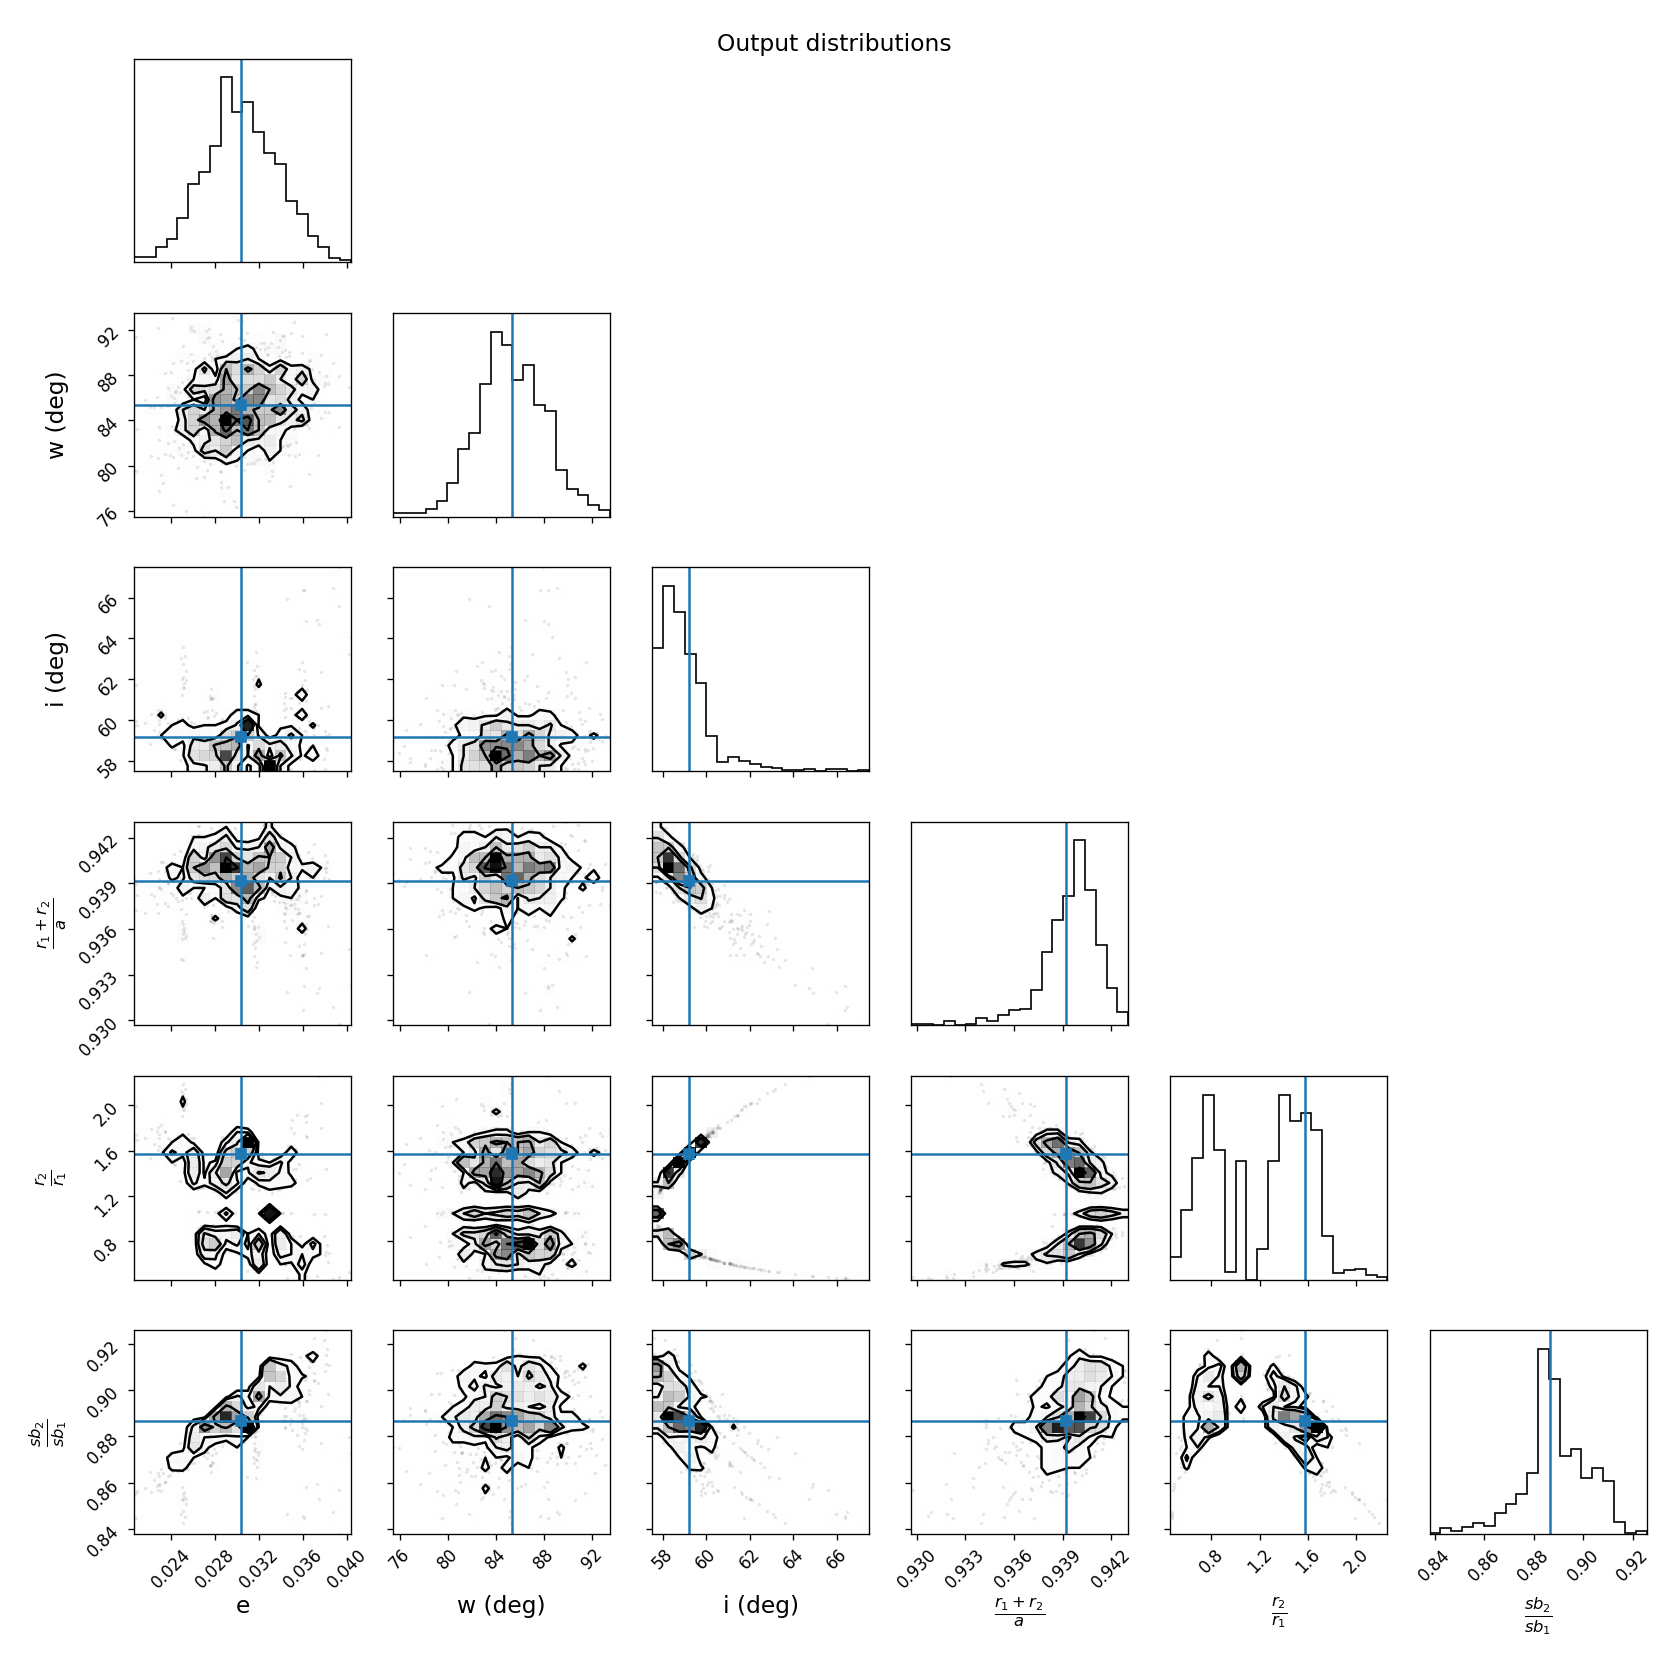 Output distributions
w (deg)
92
88
84
80
76
i (deg)
66
64
62
60
58
r₁ + r₂
a
0.942
0.939
0.936
0.933
0.930
r₂
r₁
2.0
1.6
1.2
0.8
sb₂
sb₁
0.92
0.90
0.88
0.86
0.84
0.024 0.028 0.032 0.036 0.040
76 80 84 88 92
58 60 62 64 66
0.930 0.933 0.936 0.939 0.942
0.8 1.2 1.6 2.0
0.84 0.86 0.88 0.90 0.92
e
w (deg)
i (deg)
r₁ + r₂
a
r₂
r₁
sb₂
sb₁